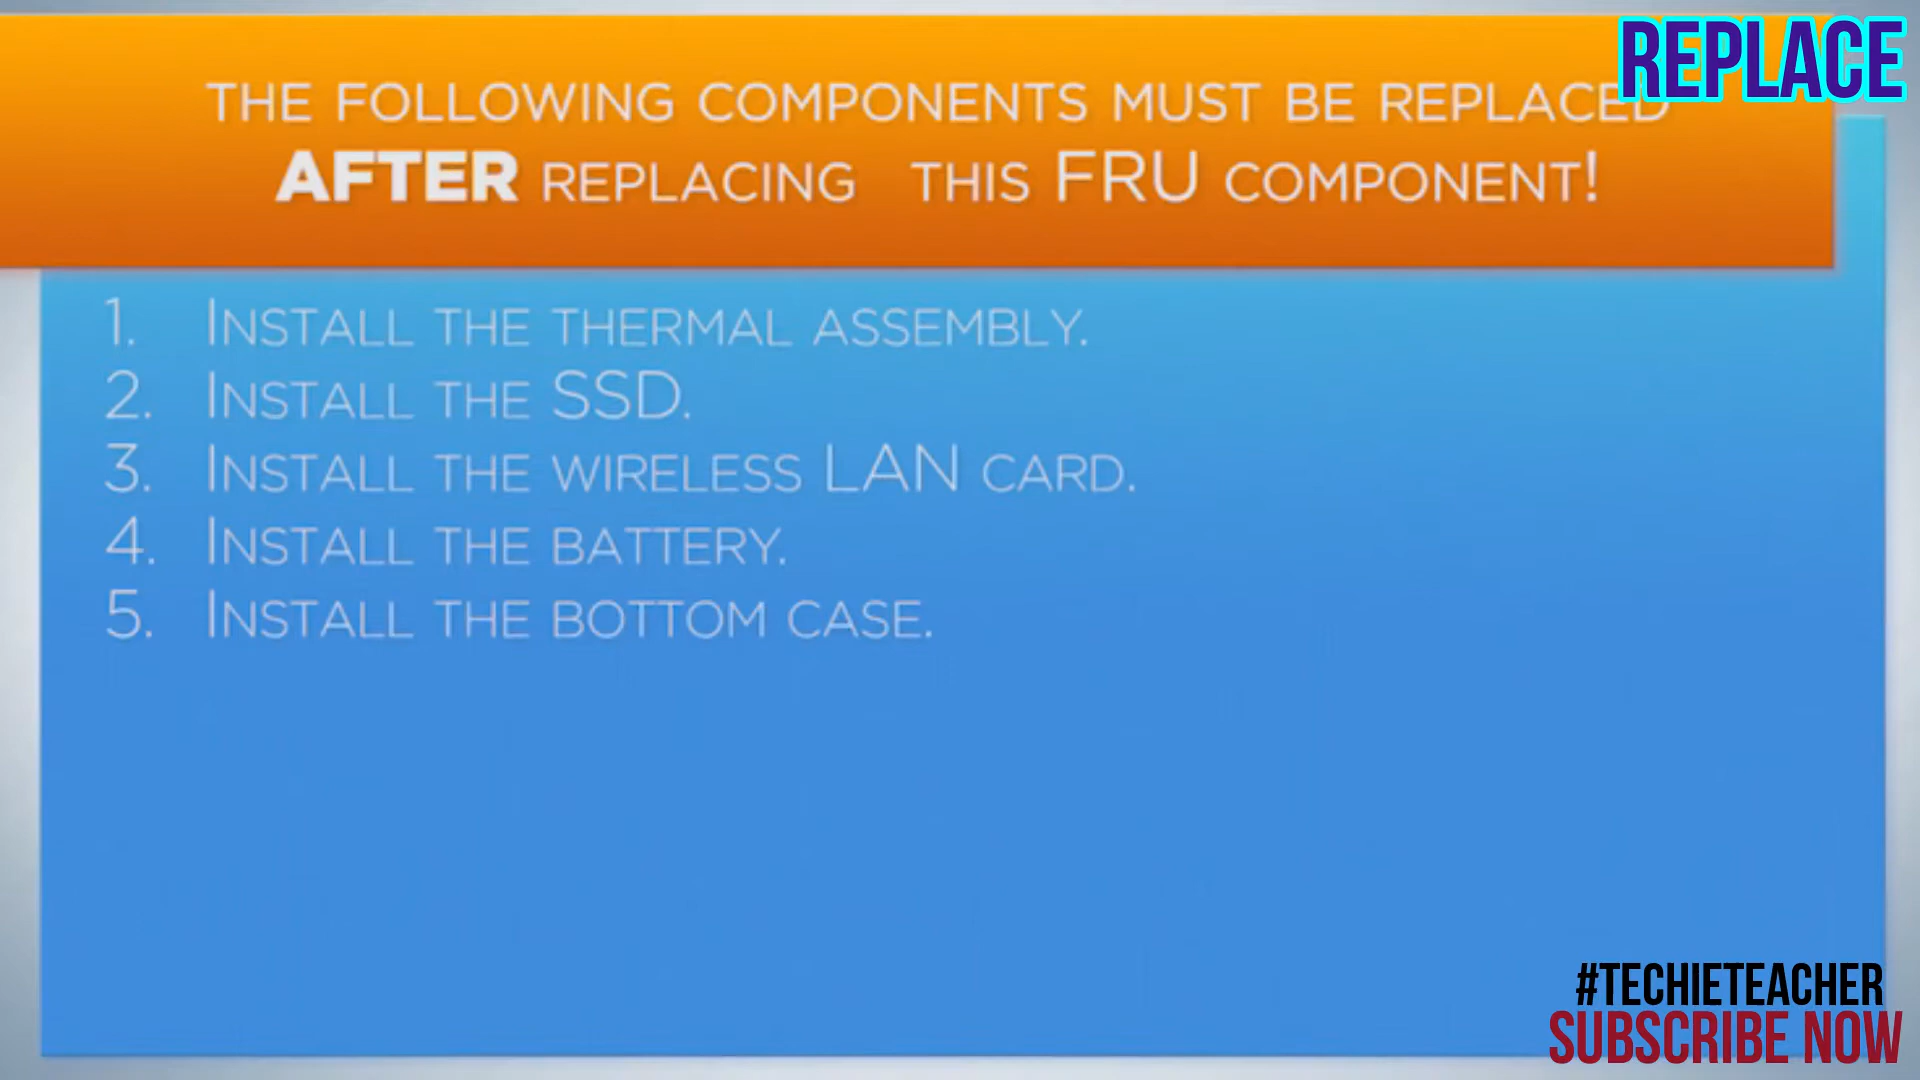 REPLACE
THE FOLLOWING COMPONENTS MUST BE REPLACED
AFTER REPLACING THIS FRU COMPONENT!
1. INSTALL THE THERMAL ASSEMBLY.
2. INSTALL THE SSD.
3. INSTALL THE WIRELESS LAN CARD.
4. INSTALL THE BATTERY.
5. INSTALL THE BOTTOM CASE.
#TECHIETEACHER
SUBSCRIBE NOW